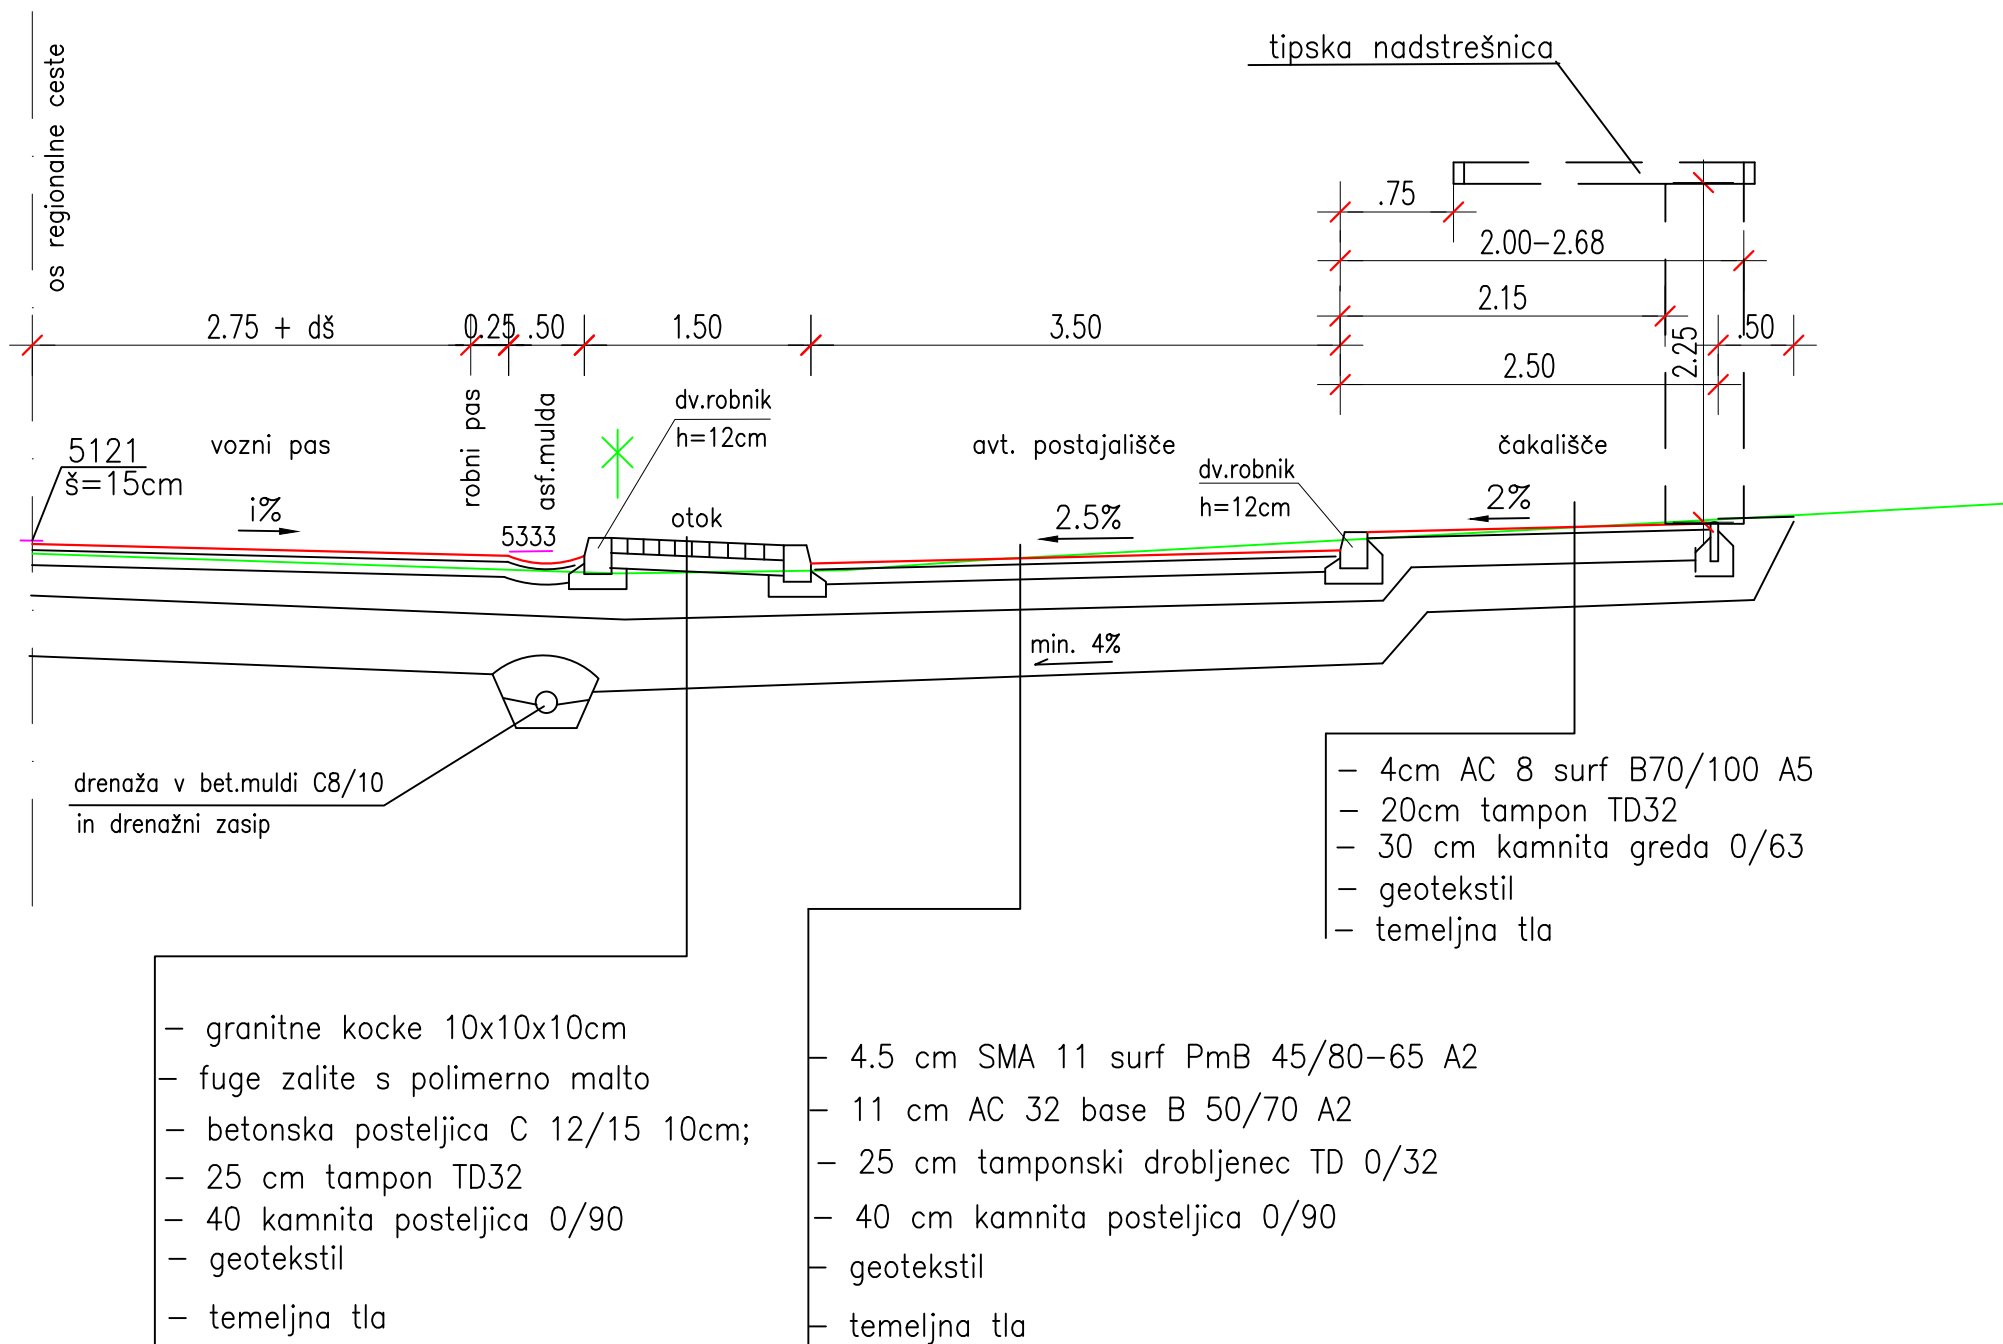 os regionalne ceste
tipska nadstrešnica
.75
2.00-2.68
2.15
2.75 + dš
0.25
.50
1.50
3.50
2.25
.50
2.50
robni pas
asf.mulda
dv.robnik
h=12cm
5121
š=15cm
vozni pas
avt. postajališče
čakališče
dv.robnik
h=12cm
i%
5333
otok
2.5%
2%
min. 4%
drenaža v bet.muldi C8/10
in drenažni zasip
- 4cm AC 8 surf B70/100 A5
- 20cm tampon TD32
- 30 cm kamnita greda 0/63
- geotekstil
- temeljna tla
- granitne kocke 10x10x10cm
- fuge zalite s polimerno malto
- betonska posteljica C 12/15 10cm;
- 25 cm tampon TD32
- 40 kamnita posteljica 0/90
- geotekstil
- temeljna tla
- 4.5 cm SMA 11 surf PmB 45/80-65 A2
- 11 cm AC 32 base B 50/70 A2
- 25 cm tamponski drobljenec TD 0/32
- 40 cm kamnita posteljica 0/90
- geotekstil
- temeljna tla